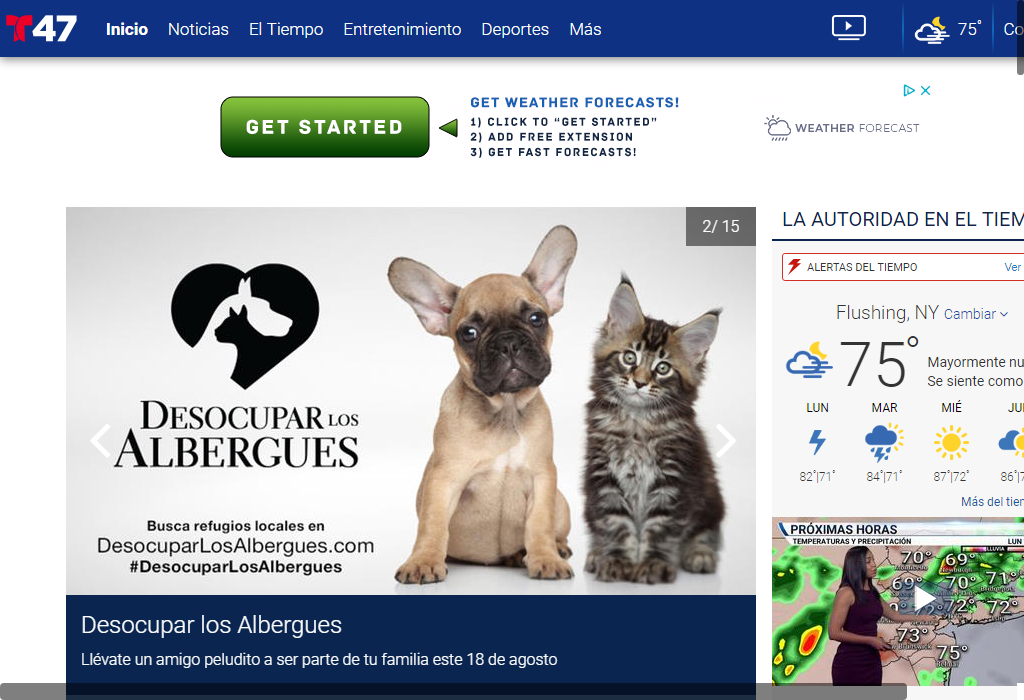 T47
Inicio
Noticias
El Tiempo
Entretenimiento
Deportes
Más
75°
Co
GET STARTED
GET WEATHER FORECASTS!
1) CLICK TO "GET STARTED"
2) ADD FREE EXTENSION
3) GET FAST FORECASTS!
WEATHER FORECAST
2/ 15
DESOCUPAR LOS
ALBERGUES
Busca refugios locales en
DesocuparLosAlbergues.com
#DesocuparLosAlbergues
Desocupar los Albergues
Llévate un amigo peludito a ser parte de tu familia este 18 de agosto
LA AUTORIDAD EN EL TIEM
ALERTAS DEL TIEMPO
Ver
Flushing, NY Cambiar
75°
Mayormente nu
Se siente como
LUN MAR MIÉ JU
82°|71° 84°|71° 87°|72° 86°|7
Más del tien
PRÓXIMAS HORAS
TEMPERATURAS Y PRECIPITACIÓN
LUN
LLUVIA
70° 69°
Monticello
69° 70° 71°
72° 72°
73°
75°